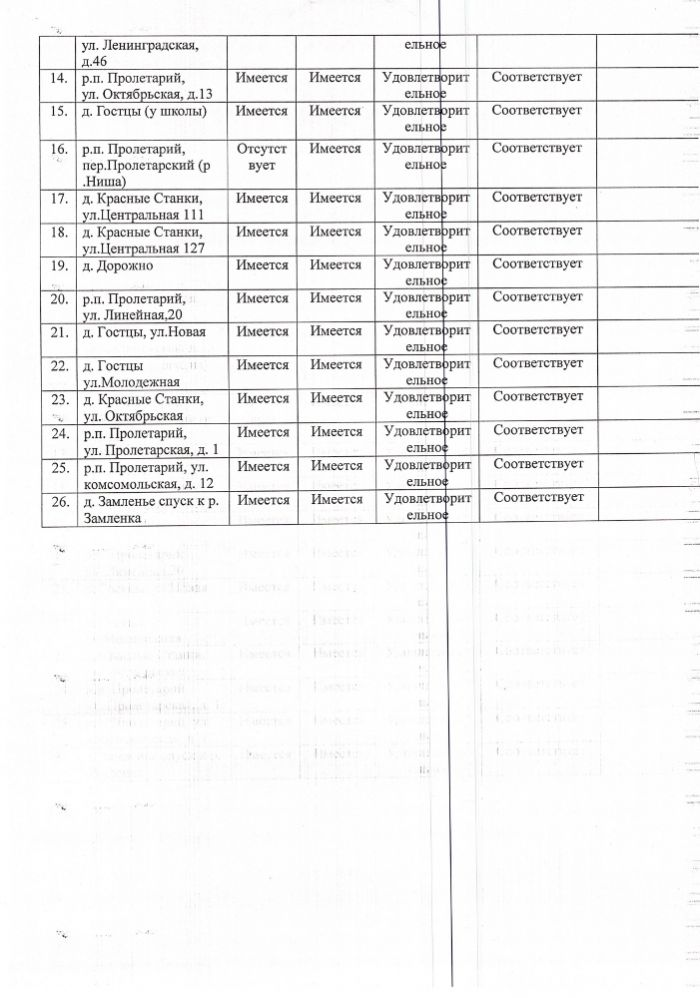 ул. Ленинградская, ельное
д.46
14. р.п. Пролетарий, Имеется Имеется Удовлетворит Соответствует
ул. Октябрьская, д.13 ельное
15. д. Гостцы (у школы) Имеется Имеется Удовлетворит Соответствует
ельное
16. р.п. Пролетарий, Отсутст Имеется Удовлетворит Соответствует
пер.Пролетарский (р вует ельное
.Ниша)
17. д. Красные Станки, Имеется Имеется Удовлетворит Соответствует
ул.Центральная 111 ельное
18. д. Красные Станки, Имеется Имеется Удовлетворит Соответствует
ул.Центральная 127 ельное
19. д. Дорожно Имеется Имеется Удовлетворит Соответствует
ельное
20. р.п. Пролетарий, Имеется Имеется Удовлетворит Соответствует
ул. Линейная,20 ельное
21. д. Гостцы, ул.Новая Имеется Имеется Удовлетворит Соответствует
ельное
22. д. Гостцы Имеется Имеется Удовлетворит Соответствует
ул.Молодежная ельное
23. д. Красные Станки, Имеется Имеется Удовлетворит Соответствует
ул. Октябрьская ельное
24. р.п. Пролетарий, Имеется Имеется Удовлетворит Соответствует
ул. Пролетарская, д. 1 ельное
25. р.п. Пролетарий, ул. Имеется Имеется Удовлетворит Соответствует
комсомольская, д. 12 ельное
26. д. Замленье спуск к р. Имеется Имеется Удовлетворит Соответствует
Замленка ельное